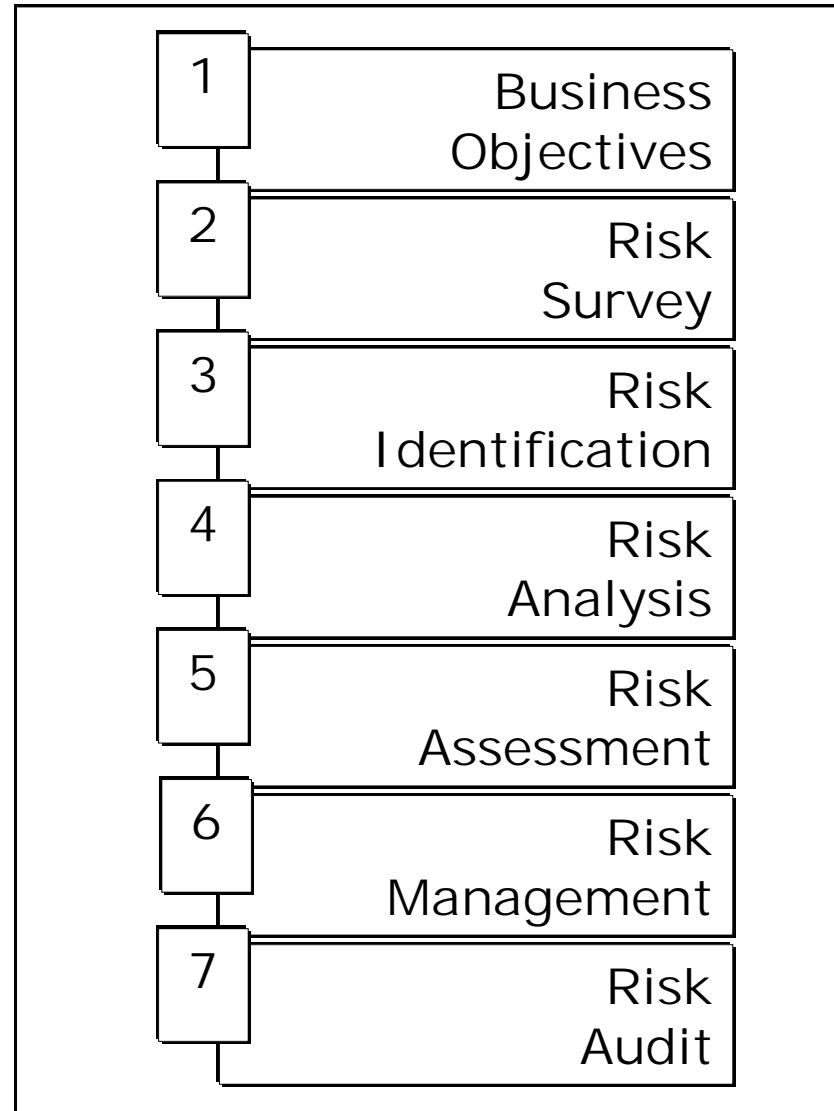 1
Business
Objectives
2
Risk
Survey
3
Risk
Identification
4
Risk
Analysis
5
Risk
Assessment
6
Risk
Management
7
Risk
Audit